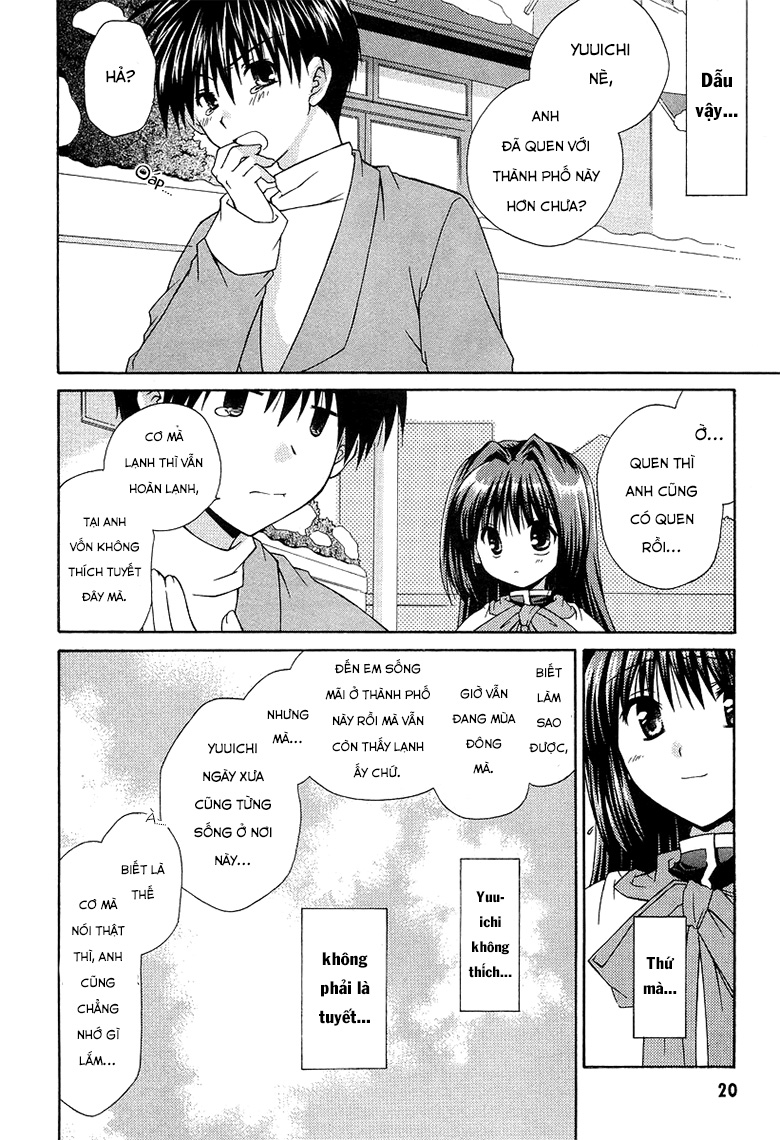 Dẫu
vậy...
YUUICHI
NÈ,
ANH
ĐÃ QUEN VỚI
THÀNH PHỐ NÀY
HƠN CHƯA?
HẢ?
Oáp....
Ờ...
QUEN THÌ
ANH CŨNG
CÓ QUEN
RỒI...
CƠ MÀ
LẠNH THÌ VẪN
HOÀN LẠNH,
TẠI ANH
VỐN KHÔNG
THÍCH TUYẾT
ĐÂY MÀ.
BIẾT
LÀM
SAO
ĐƯỢC,
GIỜ VẪN
ĐANG MÙA
ĐÔNG
MÀ.
ĐẾN EM SỐNG
MÃI Ở THÀNH PHỐ
NÀY RỒI MÀ VẪN
CÒN THẤY LẠNH
ẤY CHỨ.
NHƯNG
MÀ...
YUUICHI
NGÀY XƯA
CŨNG TỪNG
SỐNG Ở NƠI
NÀY...
À,
BIẾT LÀ
THẾ
CƠ MÀ
NÓI THẬT
THÌ, ANH
CŨNG
CHẲNG
NHỚ GÌ
LẮM...
Thứ
mà...
Yuu-
ichi
không
thích...
không
phải là
tuyết...
20